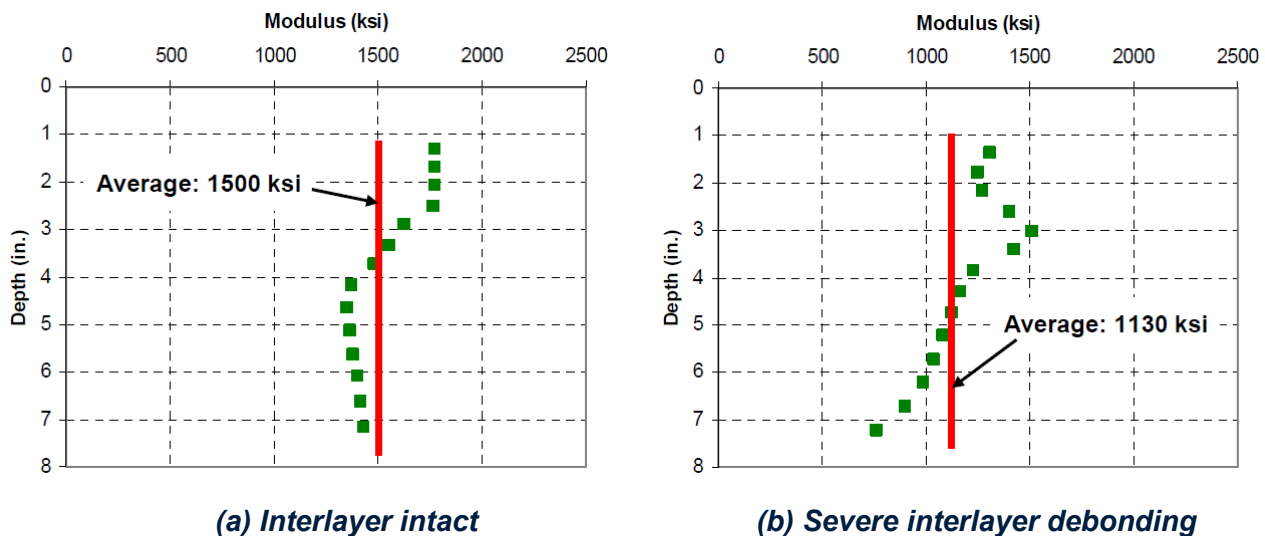 Modulus (ksi)
0 500 1000 1500 2000 2500
0
1
2
3
4
5
6
7
8
Depth (in.)
Average: 1500 ksi
(a) Interlayer intact
Modulus (ksi)
0 500 1000 1500 2000 2500
0
1
2
3
4
5
6
7
8
Depth (in.)
Average: 1130 ksi
(b) Severe interlayer debonding